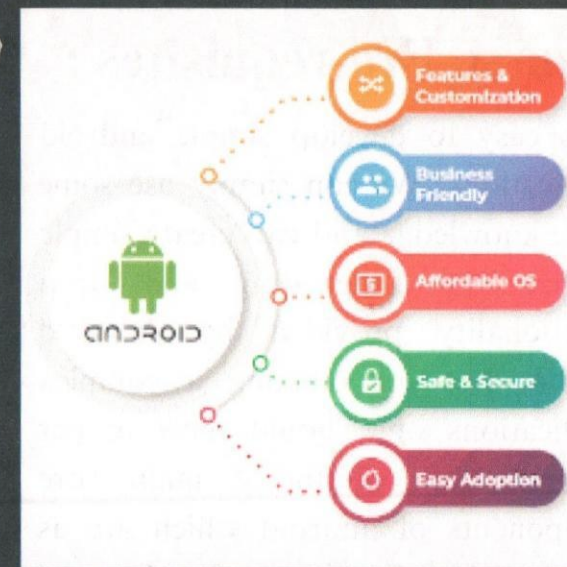 android
Features &
Customization
Business
Friendly
Affordable OS
Safe & Secure
Easy Adoption